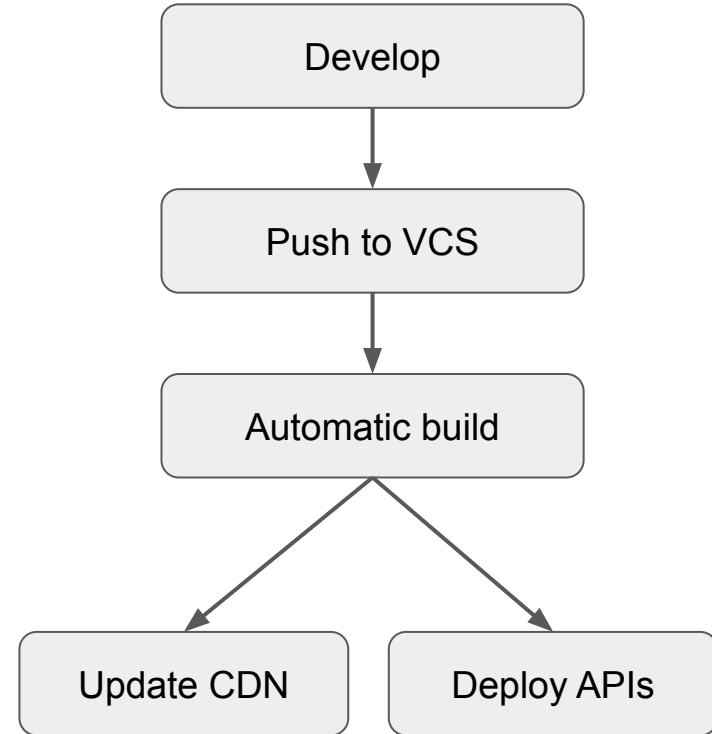 Develop
Push to VCS
Automatic build
Update CDN
Deploy APIs